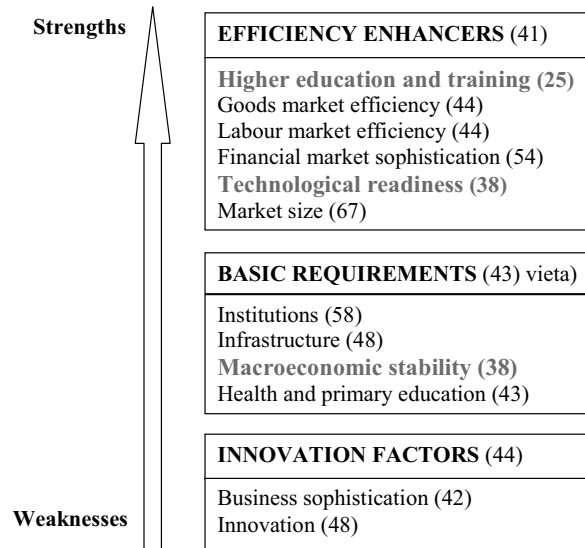 Strengths
EFFICIENCY ENHANCERS (41)
Higher education and training (25)
Goods market efficiency (44)
Labour market efficiency (44)
Financial market sophistication (54)
Technological readiness (38)
Market size (67)
BASIC REQUIREMENTS (43) vieta)
Institutions (58)
Infrastructure (48)
Macroeconomic stability (38)
Health and primary education (43)
INNOVATION FACTORS (44)
Business sophistication (42)
Innovation (48)
Weaknesses